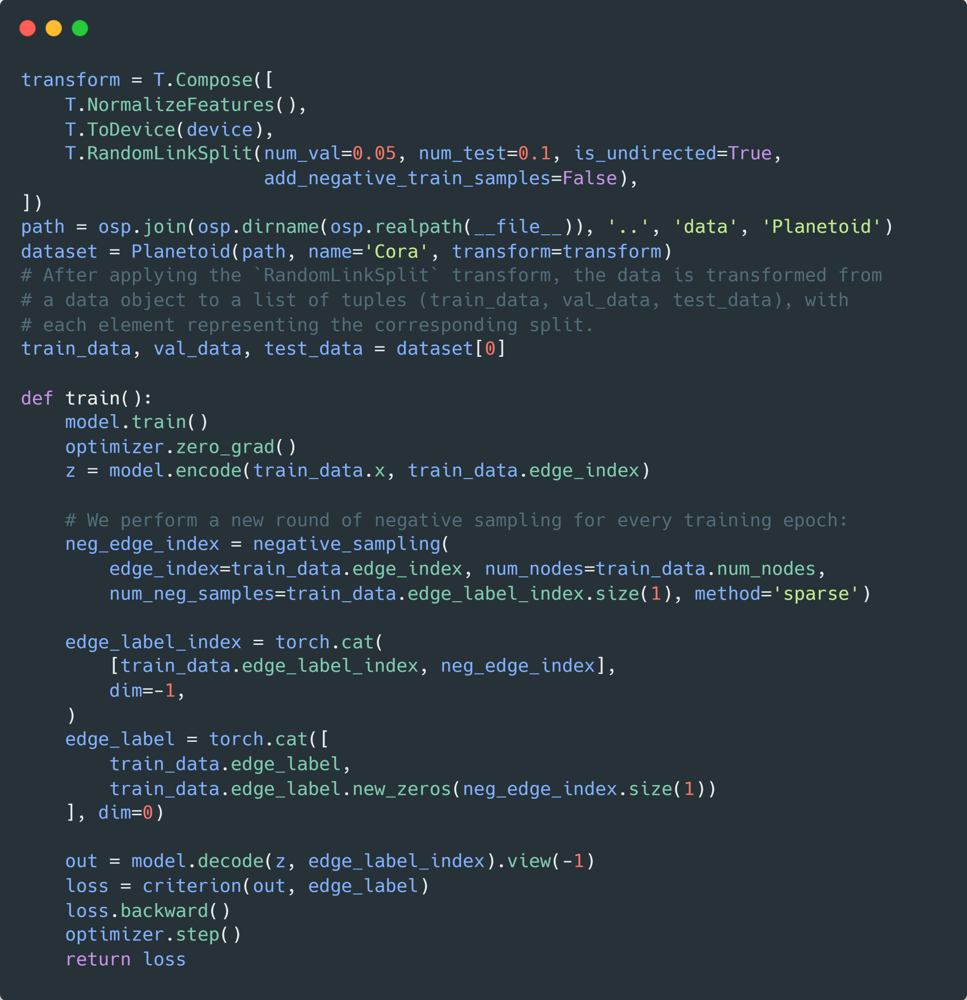 transform = T.Compose([
    T.NormalizeFeatures(),
    T.ToDevice(device),
    T.RandomLinkSplit(num_val=0.05, num_test=0.1, is_undirected=True,
                      add_negative_train_samples=False),
])
path = osp.join(osp.dirname(osp.realpath(__file__)), '..', 'data', 'Planetoid')
dataset = Planetoid(path, name='Cora', transform=transform)
# After applying the `RandomLinkSplit` transform, the data is transformed from
# a data object to a list of tuples (train_data, val_data, test_data), with
# each element representing the corresponding split.
train_data, val_data, test_data = dataset[0]

def train():
    model.train()
    optimizer.zero_grad()
    z = model.encode(train_data.x, train_data.edge_index)

    # We perform a new round of negative sampling for every training epoch:
    neg_edge_index = negative_sampling(
        edge_index=train_data.edge_index, num_nodes=train_data.num_nodes,
        num_neg_samples=train_data.edge_label_index.size(1), method='sparse')

    edge_label_index = torch.cat(
        [train_data.edge_label_index, neg_edge_index],
        dim=-1,
    )
    edge_label = torch.cat([
        train_data.edge_label,
        train_data.edge_label.new_zeros(neg_edge_index.size(1))
    ], dim=0)

    out = model.decode(z, edge_label_index).view(-1)
    loss = criterion(out, edge_label)
    loss.backward()
    optimizer.step()
    return loss